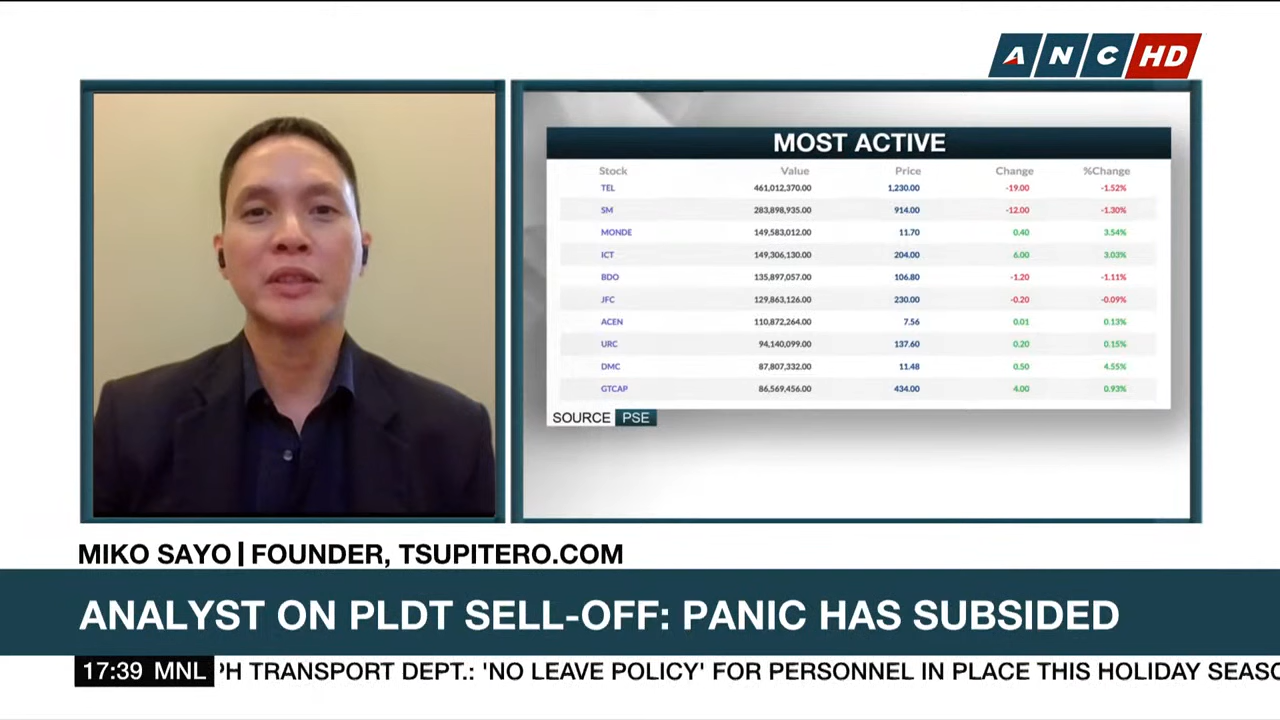 ANC HD
MOST ACTIVE
Stock Value Price Change %Change
TEL 461,012,370.00 1,230.00 -19.00 -1.52%
SM 283,898,935.00 914.00 -12.00 -1.30%
MONDE 149,583,012.00 11.70 0.40 3.54%
ICT 149,306,130.00 204.00 6.00 3.03%
BDO 135,897,057.00 106.80 -1.20 -1.11%
JFC 129,863,126.00 230.00 -0.20 -0.09%
ACEN 110,872,264.00 7.56 0.01 0.13%
URC 94,140,099.00 137.60 0.20 0.15%
DMC 87,807,332.00 11.48 0.50 4.55%
GTCAP 86,569,456.00 434.00 4.00 0.93%
SOURCE PSE
MIKO SAYO | FOUNDER, TSUPITERO.COM
ANALYST ON PLDT SELL-OFF: PANIC HAS SUBSIDED
17:39 MNL PH TRANSPORT DEPT.: 'NO LEAVE POLICY' FOR PERSONNEL IN PLACE THIS HOLIDAY SEASO